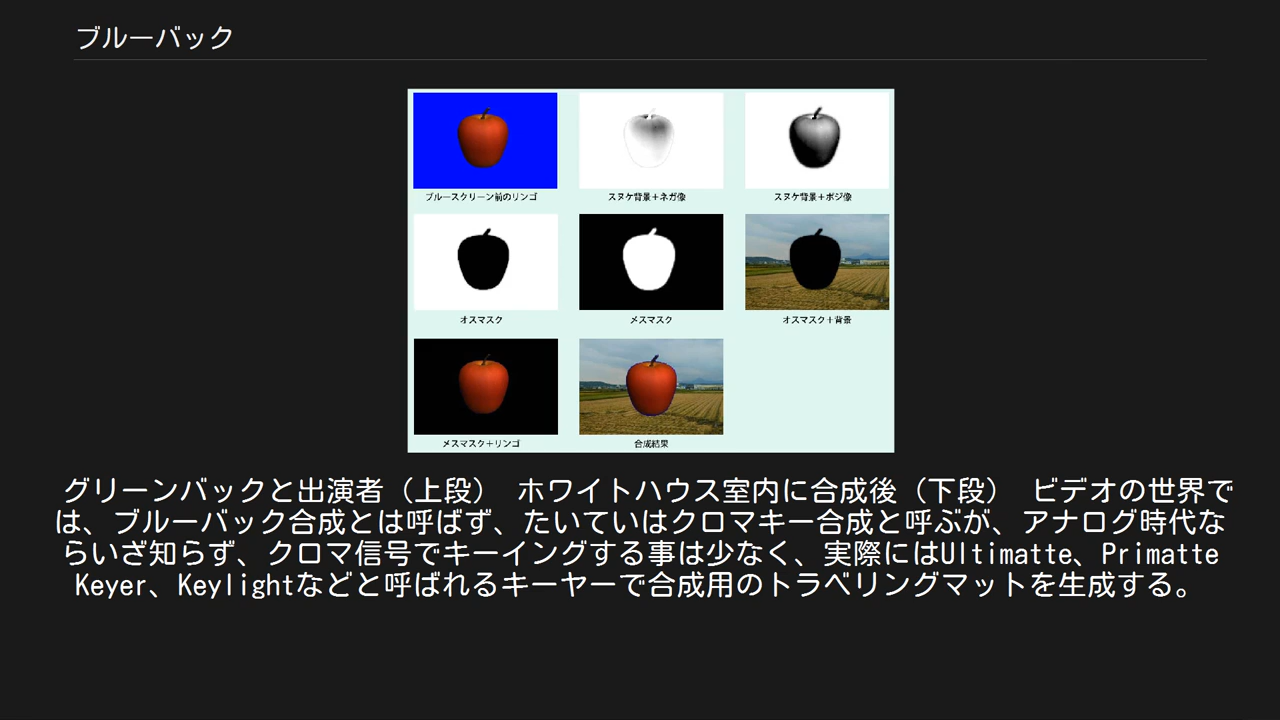 ブルーバック
ブルースクリーン前のリンゴ
スヌケ背景+ネガ像
スヌケ背景+ポジ像
オスマスク
メスマスク
オスマスク+背景
メスマスク+リンゴ
合成結果
グリーンバックと出演者（上段） ホワイトハウス室内に合成後（下段） ビデオの世界で
は、ブルーバック合成とは呼ばず、たいていはクロマキー合成と呼ぶが、アナログ時代な
らいざ知らず、クロマ信号でキーイングする事は少なく、実際にはUltimatte、Primatte
Keyer、Keylightなどと呼ばれるキーヤーで合成用のトラベリングマットを生成する。